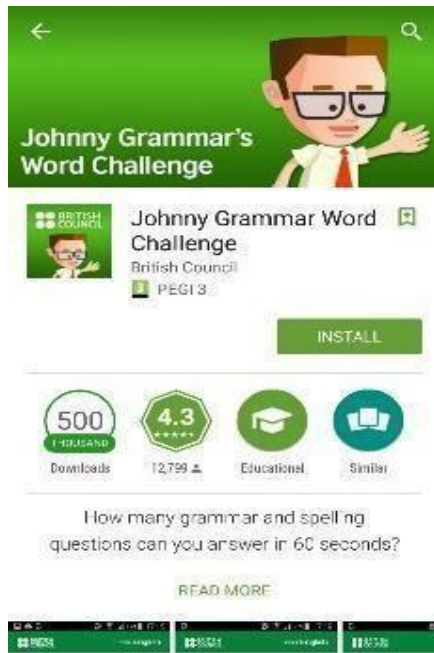 Johnny Grammar's
Word Challenge
BRITISH
COUNCIL
Johnny Grammar Word
Challenge
British Council
3 PEGI 3
INSTALL
500
THOUSAND
4.3
Downloads
12,799
Educational
Similar
How many grammar and spelling
questions can you answer in 60 seconds?
READ MORE